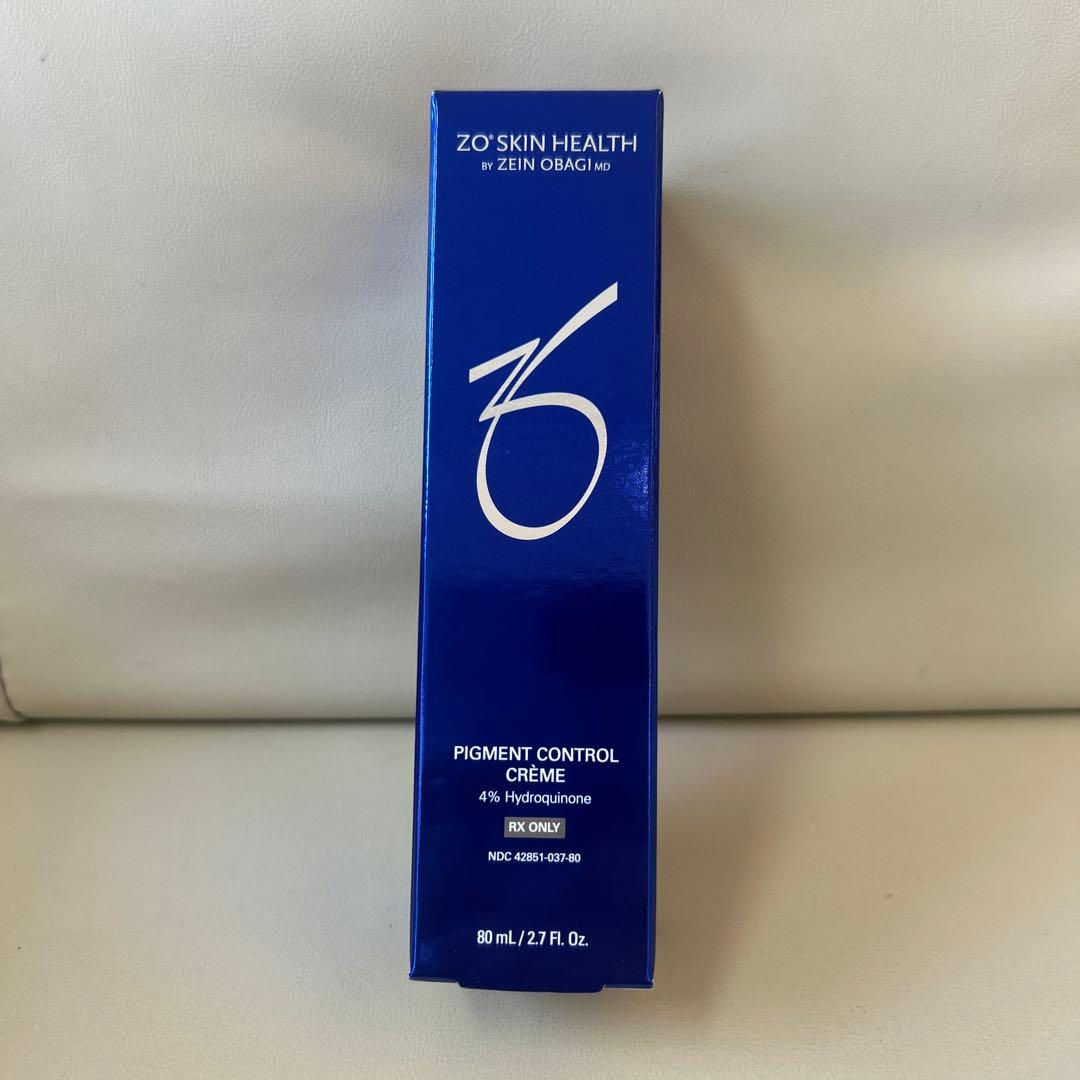 ZO® SKIN HEALTH
BY ZEIN OBAGI MD
ZO
PIGMENT CONTROL
CRÈME
4% Hydroquinone
RX ONLY
NDC 42851-037-80
80 mL / 2.7 Fl. Oz.